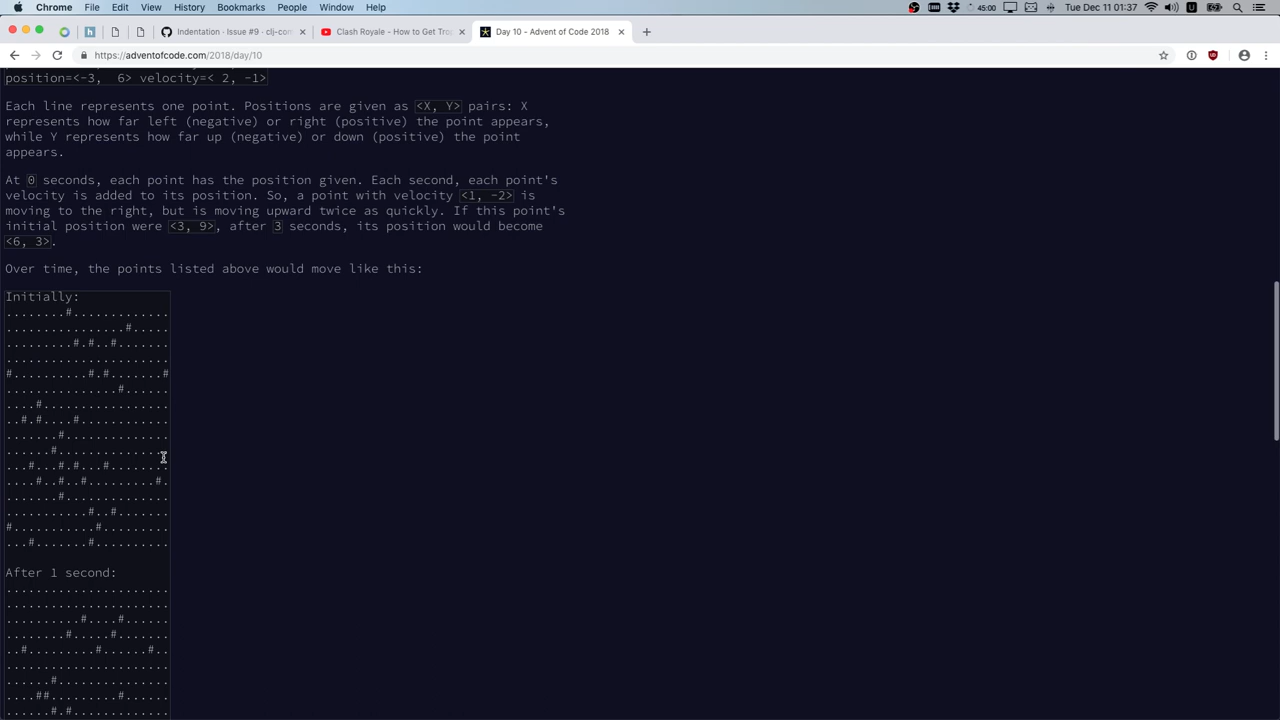 Chrome File Edit View History Bookmarks People Window Help 45:00 Tue Dec 11 01:37
Indentation · Issue #9 · clj-con
Clash Royale - How to Get Tro
Day 10 - Advent of Code 2018
https://adventofcode.com/2018/day/10
position=<-3,  6> velocity=< 2, -1>
Each line represents one point. Positions are given as <X, Y> pairs: X
represents how far left (negative) or right (positive) the point appears,
while Y represents how far up (negative) or down (positive) the point
appears.
At 0 seconds, each point has the position given. Each second, each point's
velocity is added to its position. So, a point with velocity <1, -2> is
moving to the right, but is moving upward twice as quickly. If this point's
initial position were <3, 9>, after 3 seconds, its position would become
<6, 3>.
Over time, the points listed above would move like this:
Initially:
........#.............
................#.....
.........#.#..#.......
......................
#..........#.#.......#
...............#......
....#.................
..#.#....#............
.......#..............
......#...............
...#...#.#...#........
....#..#..#.........#.
.......#..............
...........#..#.......
#...........#.........
...#.......#..........
After 1 second:
......................
......................
..........#....#......
........#.....#.......
..#.........#......#..
......................
......#...............
....##.........#......
......#.#.............